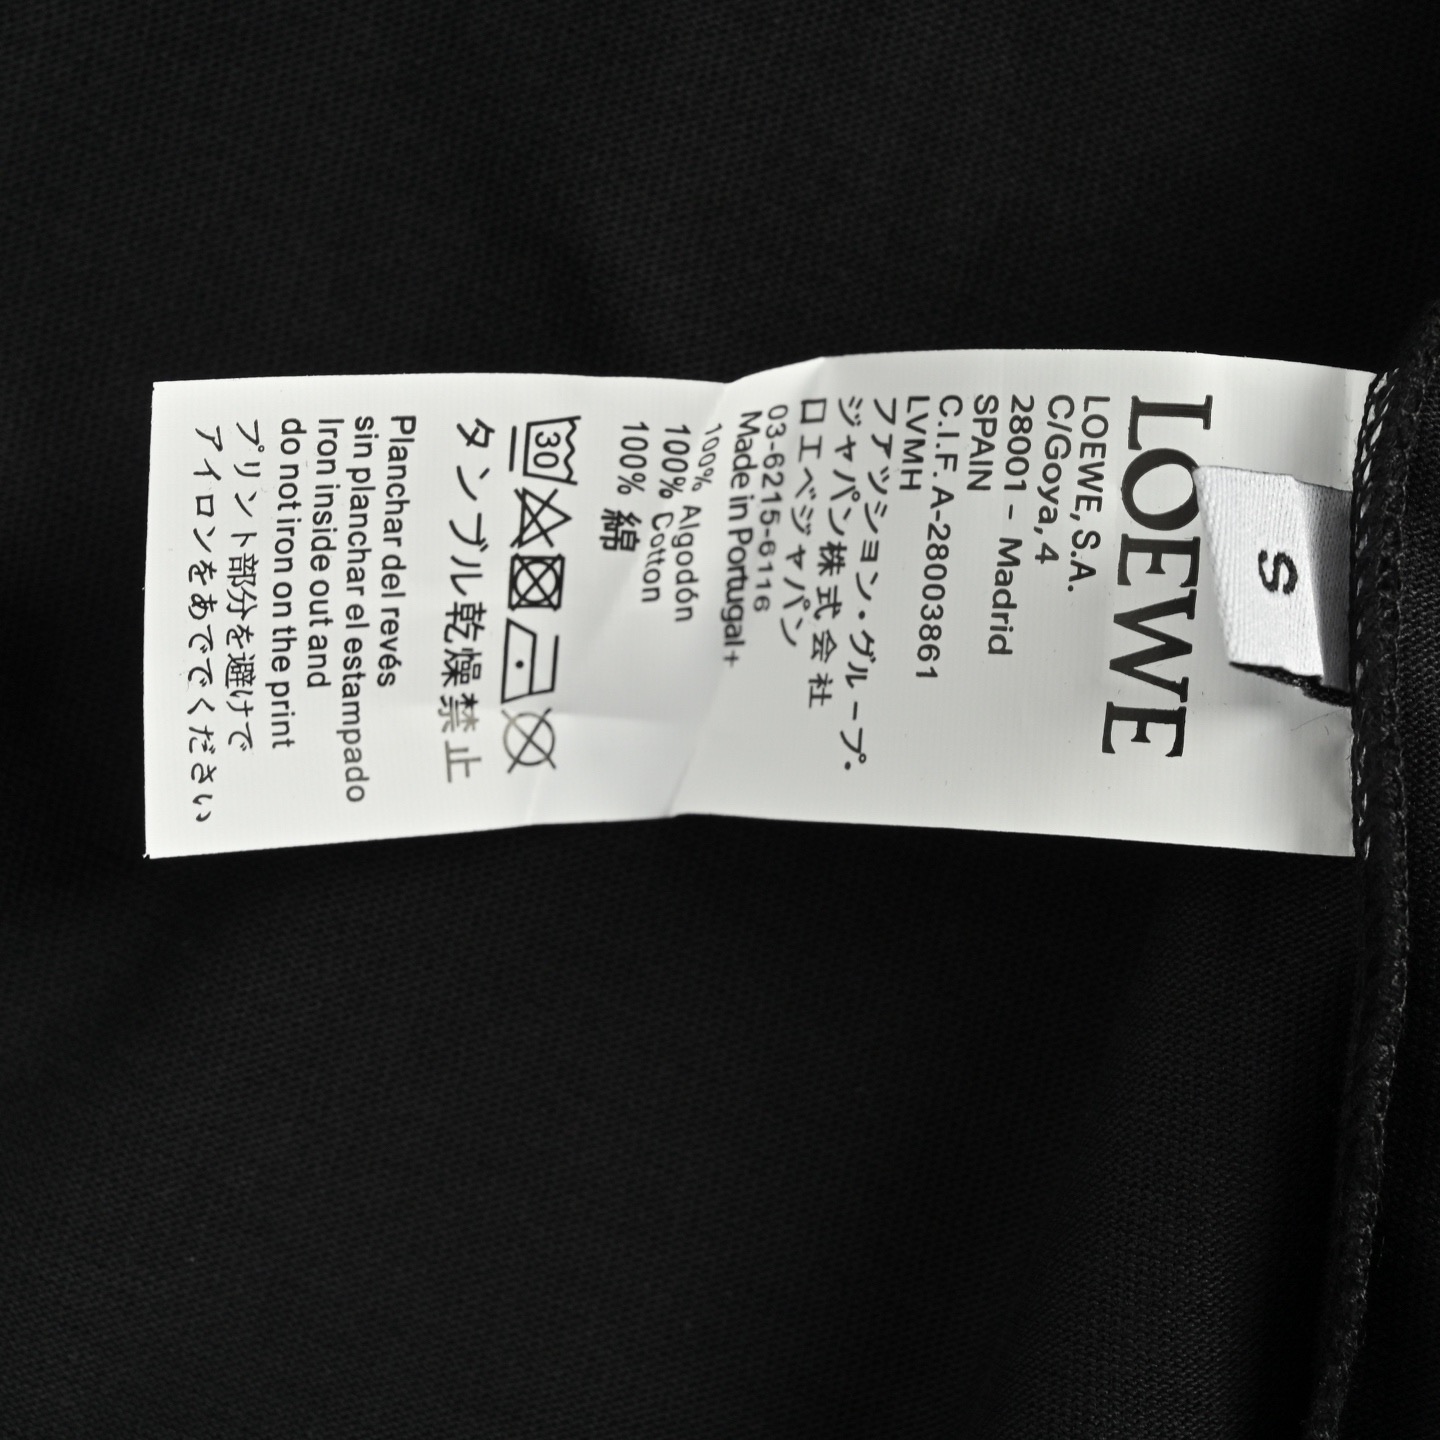 LOEWE
S
LOEWE, S.A.
C/Goya, 4
28001 - Madrid
SPAIN
C.I.F. A-28003861
LVMH
ファッション・グループ・
ジャパン株式会社
ロエベジャパン
03-6215-6116
Made in Portugal+
100%
100% Algodón
100% Cotton
100% 綿
30
タンブル乾燥禁止
Planchar del revés
sin planchar el estampado
Iron inside out and
do not iron on the print
プリント部分を避けて
アイロンをあでてください